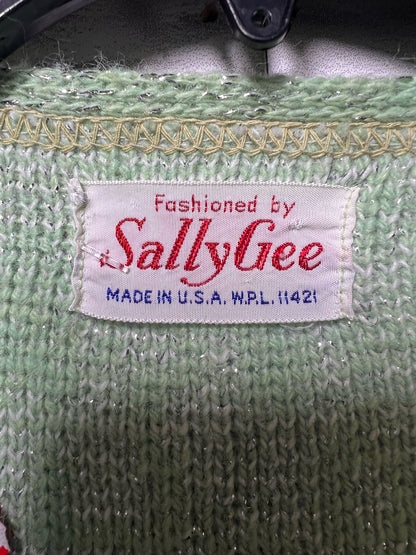 Fashioned by
SallyGee
MADE IN U.S.A. W.P.L. 11421